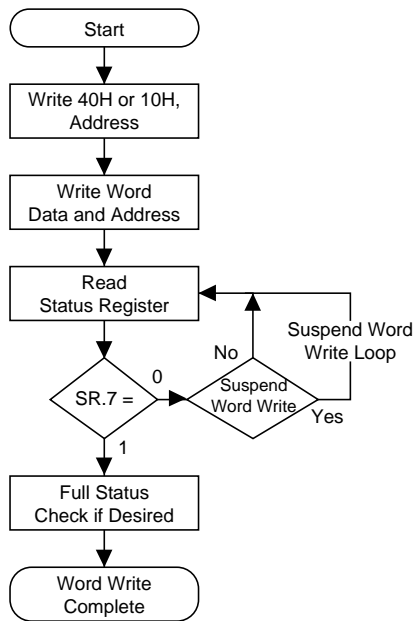 Start
Write 40H or 10H,
Address
Write Word
Data and Address
Read
Status Register
Suspend Word
Write Loop
No
SR.7 =
0
Suspend
Word Write
Yes
1
Full Status
Check if Desired
Word Write
Complete